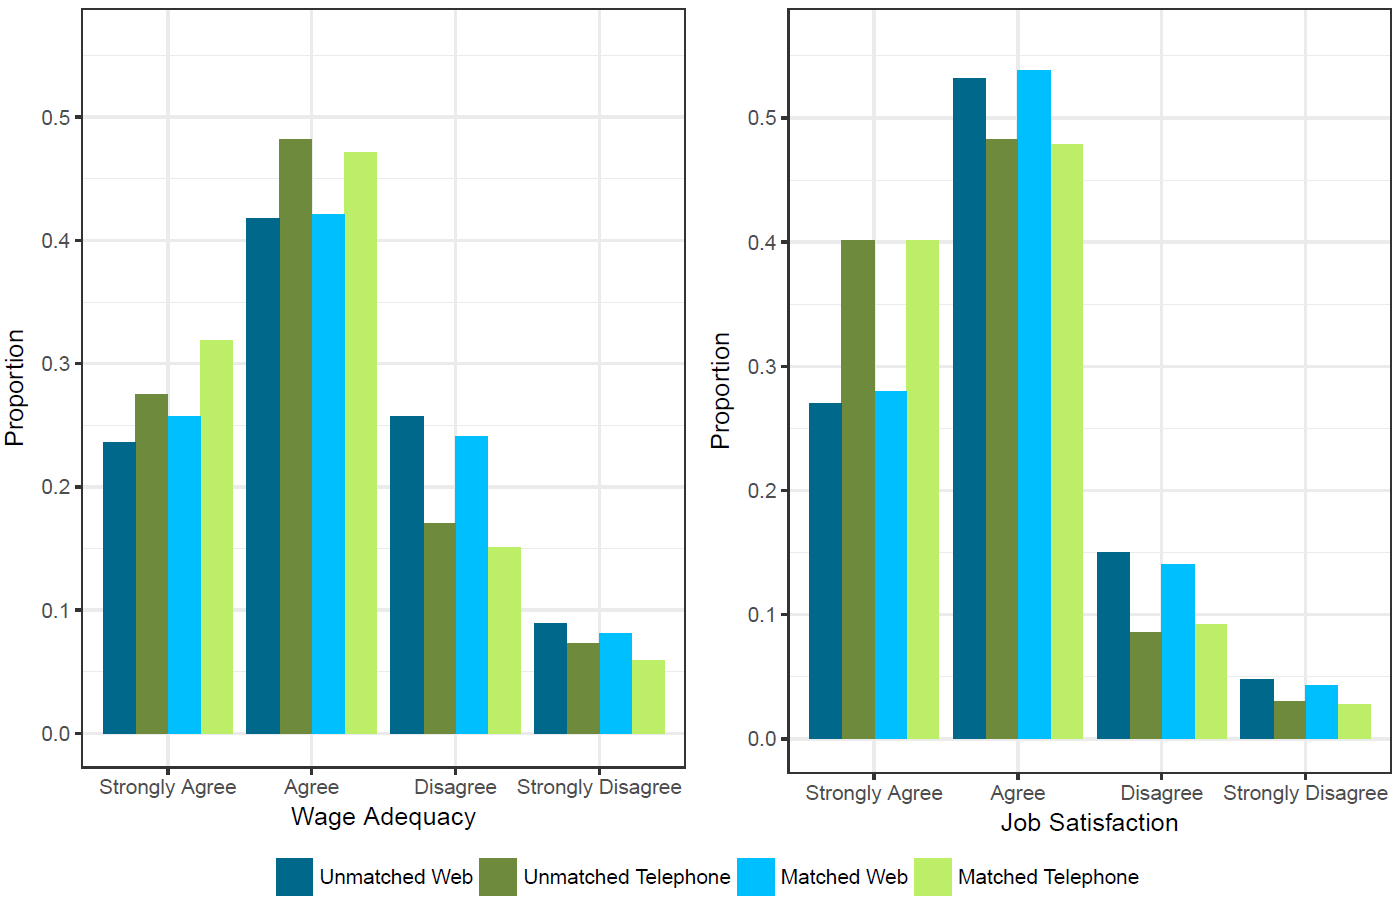 Proportion
0.5
0.4
0.3
0.2
0.1
0.0
Strongly Agree Agree Disagree Strongly Disagree
Wage Adequacy
Proportion
0.5
0.4
0.3
0.2
0.1
0.0
Strongly Agree Agree Disagree Strongly Disagree
Job Satisfaction
Unmatched Web Unmatched Telephone Matched Web Matched Telephone